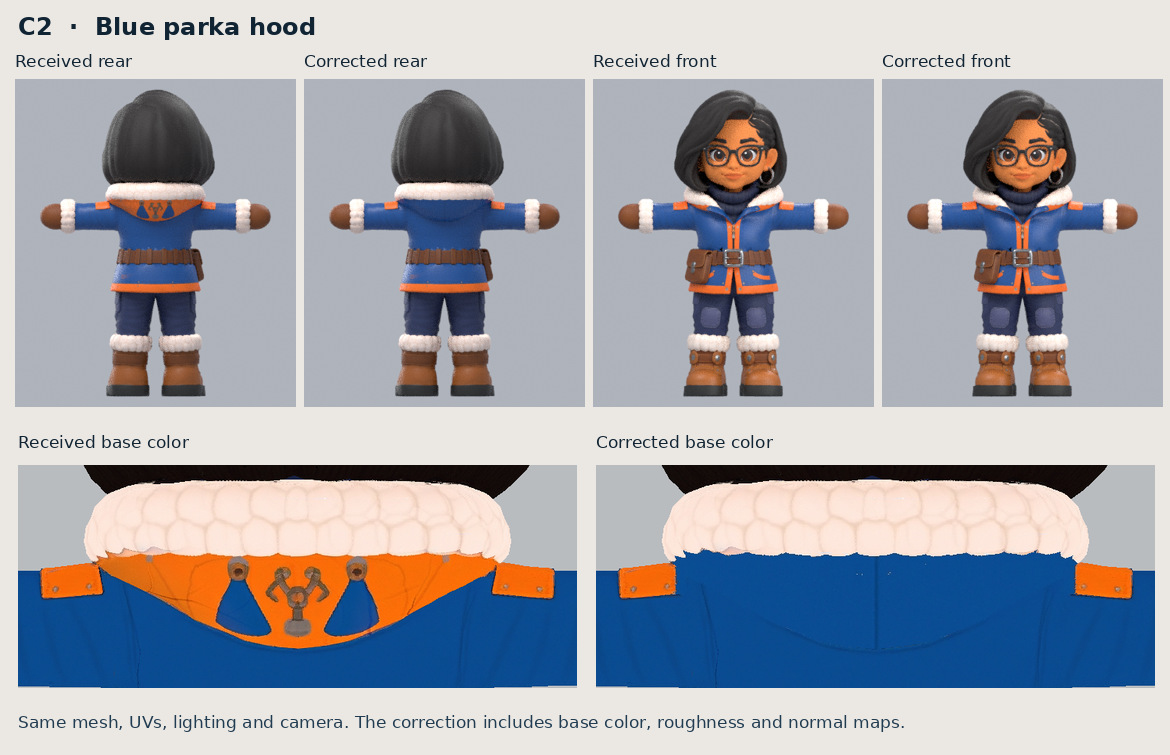 C2 · Blue parka hood
Received rear
Corrected rear
Received front
Corrected front
Received base color
Corrected base color
Same mesh, UVs, lighting and camera. The correction includes base color, roughness and normal maps.